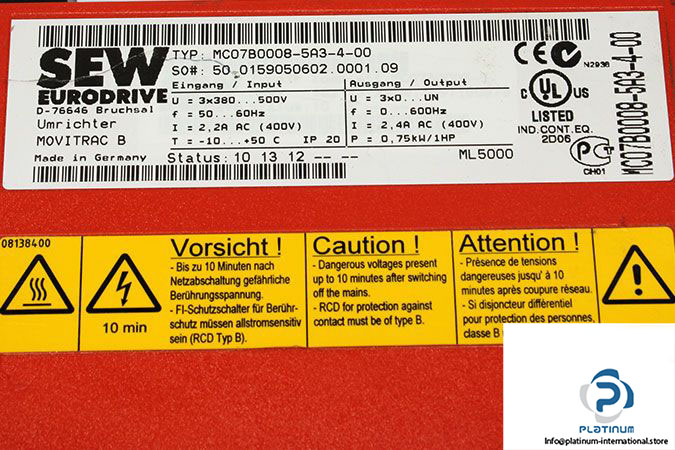 SEW
EURODRIVE
D-76646 Bruchsal
Umrichter
MOVITRAC B
Made in Germany
TYP: MC07B0008-5A3-4-00
SO#: 50.0159050602.0001.09
Eingang / Input
U = 3x380...500V
f = 50...60Hz
I = 2,2A AC (400V)
T = -10...+50 C IP 20
Ausgang / Output
U = 3x0...UN
f = 0...600Hz
I = 2,4A AC (400V)
P = 0,75kW/1HP
Status: 10 13 12 -- -- --
ML5000
CE
N2936
C UL US
LISTED
IND.CONT.EQ.
2D06
CH01
MC07B0008-5A3-4-00
08138400
10 min
Vorsicht !
- Bis zu 10 Minuten nach
Netzabschaltung gefährliche
Berührungsspannung.
- FI-Schutzschalter für Berühr-
schutz müssen allstromsensitiv
sein (RCD Typ B).
Caution !
- Dangerous voltages present
up to 10 minutes after switching
off the mains.
- RCD for protection against
contact must be of type B.
Attention !
- Présence de tensions
dangereuses jusqu' à 10
minutes après coupure réseau.
- Si disjoncteur différentiel
pour protection des personnes,
classe B
PLATINUM
Info@platinum-international.store